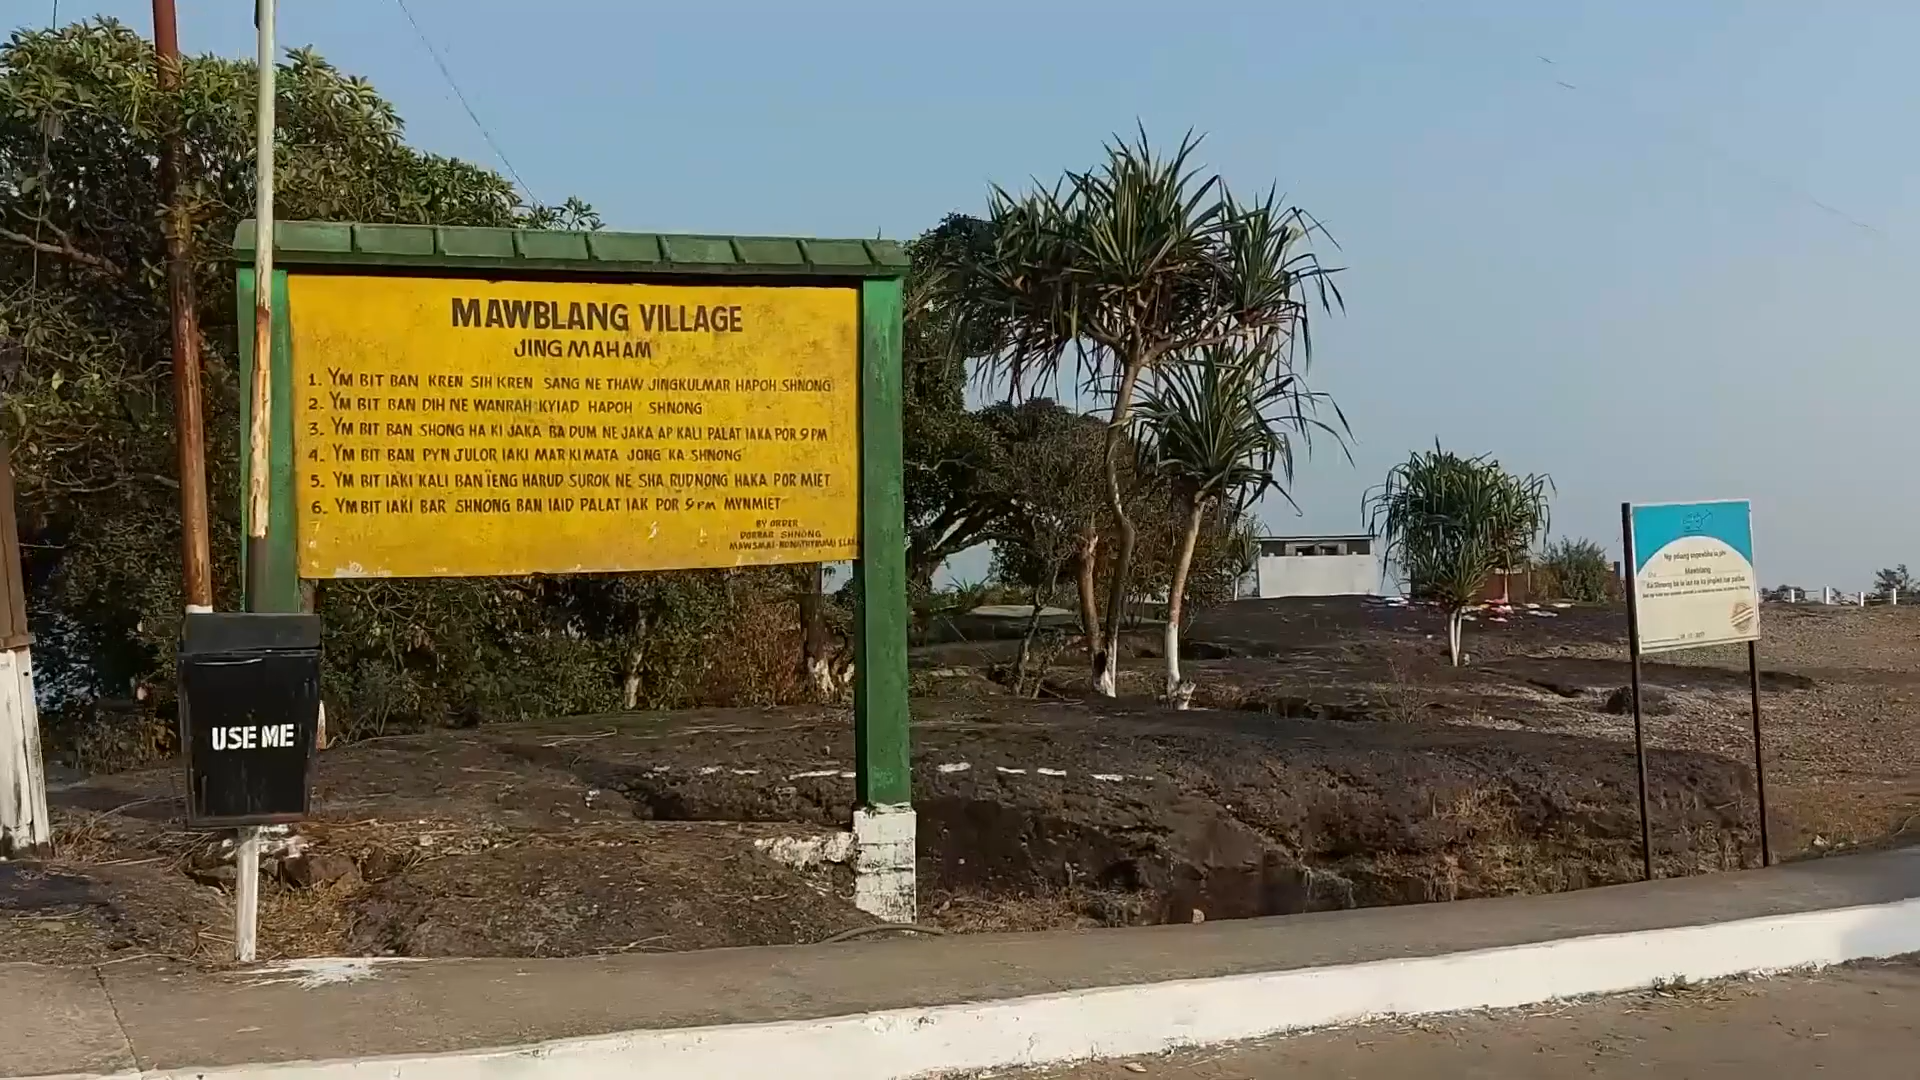 MAWBLANG VILLAGE
JINGMAHAM
1. YM BIT BAN KREN SIH KREN SANG NE THAW JINGKULMAR HAPOH SHNONG
2. YM BIT BAN DIH NE WANRAH KYIAD HAPOH SHNONG
3. YM BIT BAN SHONG HA KI JAKA BA DUM NE JAKA AP KALI PALAT IAKA POR 9 PM
4. YM BIT BAN PYN JULOR IAKI MAR KI MATA JONG KA SHNONG
5. YM BIT IAKI KALI BAN ÏENG HARUD SUROK NE SHA RUDNONG HAKA POR MIET
6. YM BIT IAKI BAR SHNONG BAN IAID PALAT IAK POR 9 PM MYNMIET
BY ORDER
DORBAR SHNONG
USE ME
Mawblang